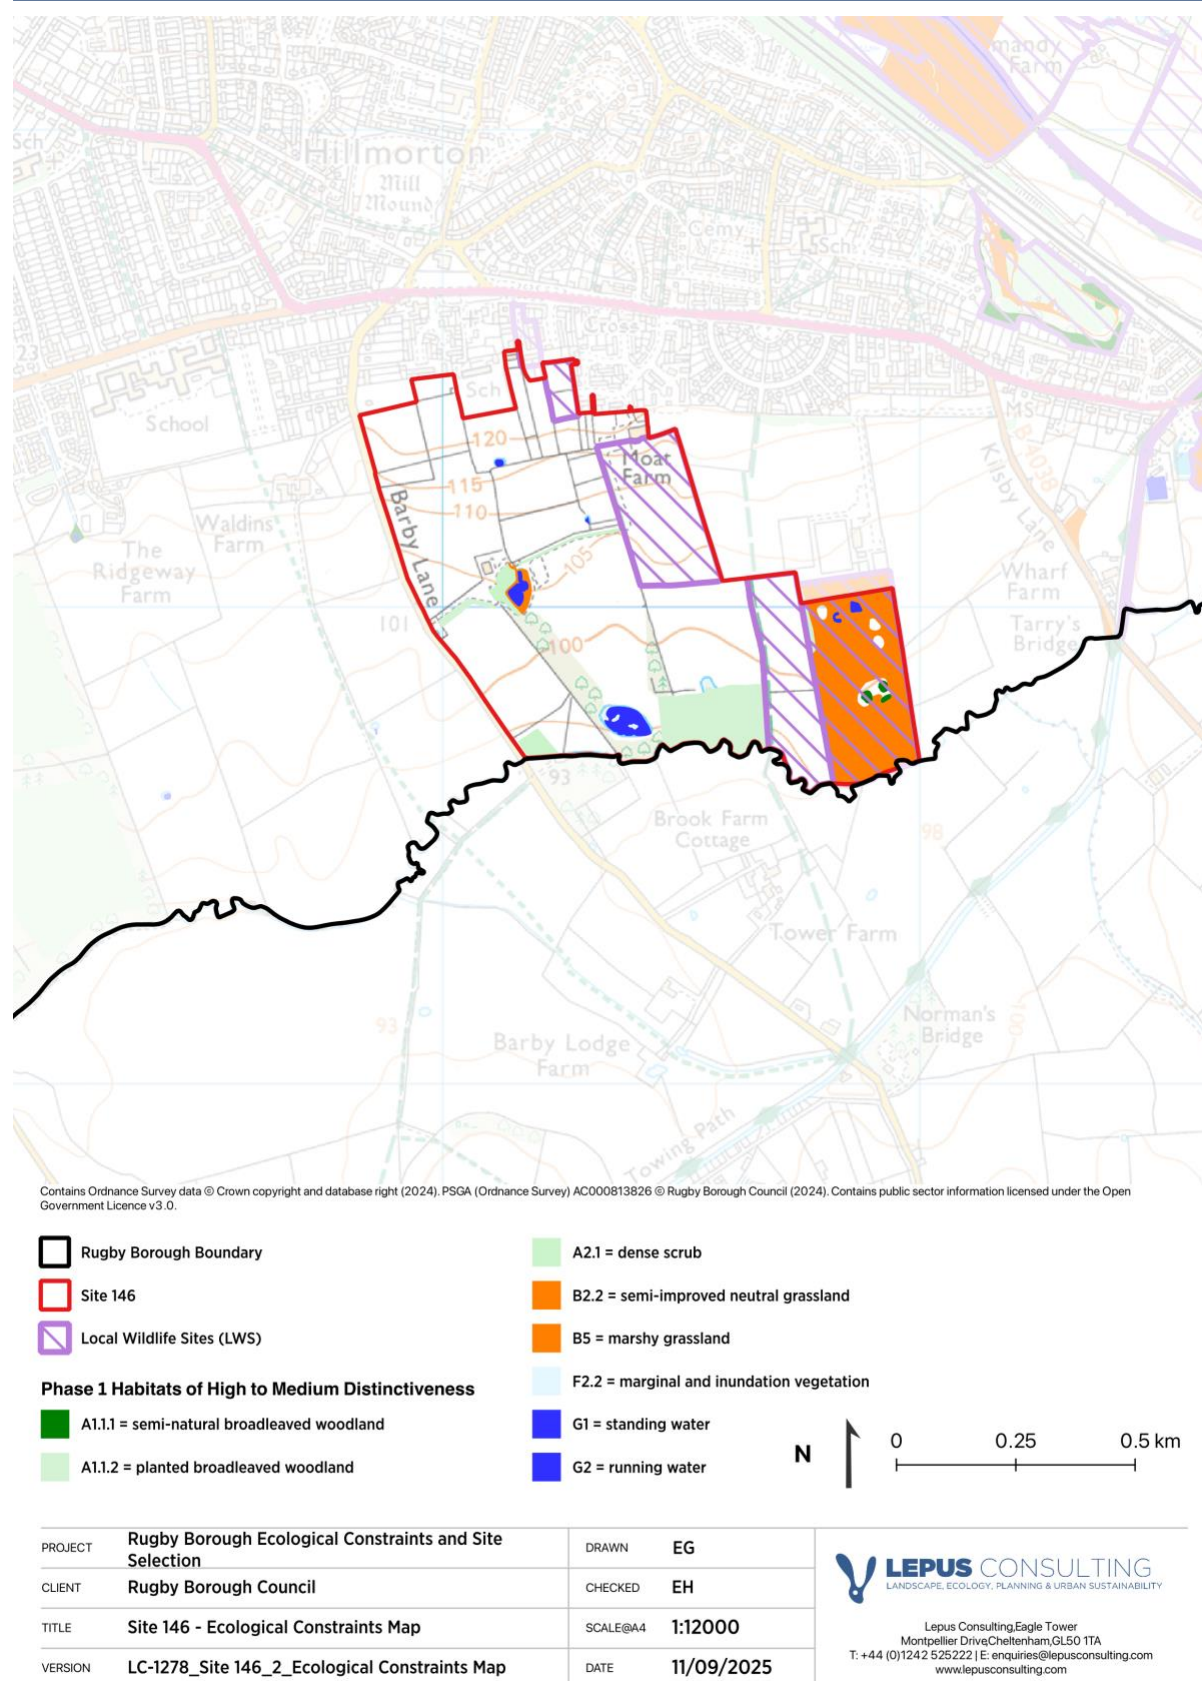 mandy
Farm
Sch
Hillmorton
Mill
Mound
Cemy
Sch
23
Cross
Sch
School
120
Moat
Farm
115
110
Barby Lane
Kilsby Lane
B4038
Waldins
Farm
The
Ridgeway
Farm
105
Wharf
Farm
101
100
Tarry's
Bridge
93
Brook Farm
Cottage
98
Tower Farm
93
Norman's
Bridge
100
Barby Lodge
Farm
Towing Path
Contains Ordnance Survey data © Crown copyright and database right (2024). PSGA (Ordnance Survey) AC000813826 © Rugby Borough Council (2024). Contains public sector information licensed under the Open
Government Licence v3.0.
Rugby Borough Boundary
Site 146
Local Wildlife Sites (LWS)
Phase 1 Habitats of High to Medium Distinctiveness
A1.1.1 = semi-natural broadleaved woodland
A1.1.2 = planted broadleaved woodland
A2.1 = dense scrub
B2.2 = semi-improved neutral grassland
B5 = marshy grassland
F2.2 = marginal and inundation vegetation
G1 = standing water
G2 = running water
N
0 0.25 0.5 km
PROJECT Rugby Borough Ecological Constraints and Site
Selection
CLIENT Rugby Borough Council
TITLE Site 146 - Ecological Constraints Map
VERSION LC-1278_Site 146_2_Ecological Constraints Map
DRAWN EG
CHECKED EH
SCALE@A4 1:12000
DATE 11/09/2025
LEPUS CONSULTING
LANDSCAPE, ECOLOGY, PLANNING & URBAN SUSTAINABILITY
Lepus Consulting,Eagle Tower
Montpellier Drive,Cheltenham,GL50 1TA
T: +44 (0)1242 525222 | E: enquiries@lepusconsulting.com
www.lepusconsulting.com